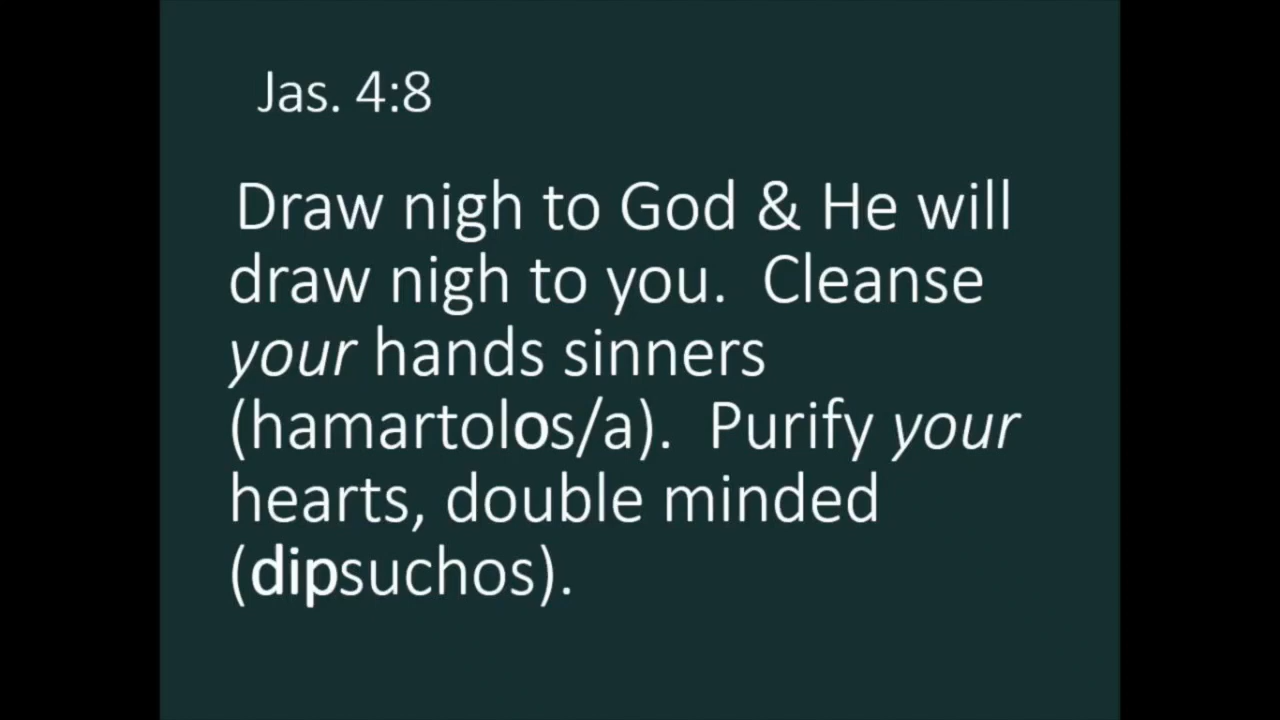 Jas. 4:8
Draw nigh to God & He will
draw nigh to you.  Cleanse
your hands sinners
(hamartolos/a).  Purify your
hearts, double minded
(dipsuchos).